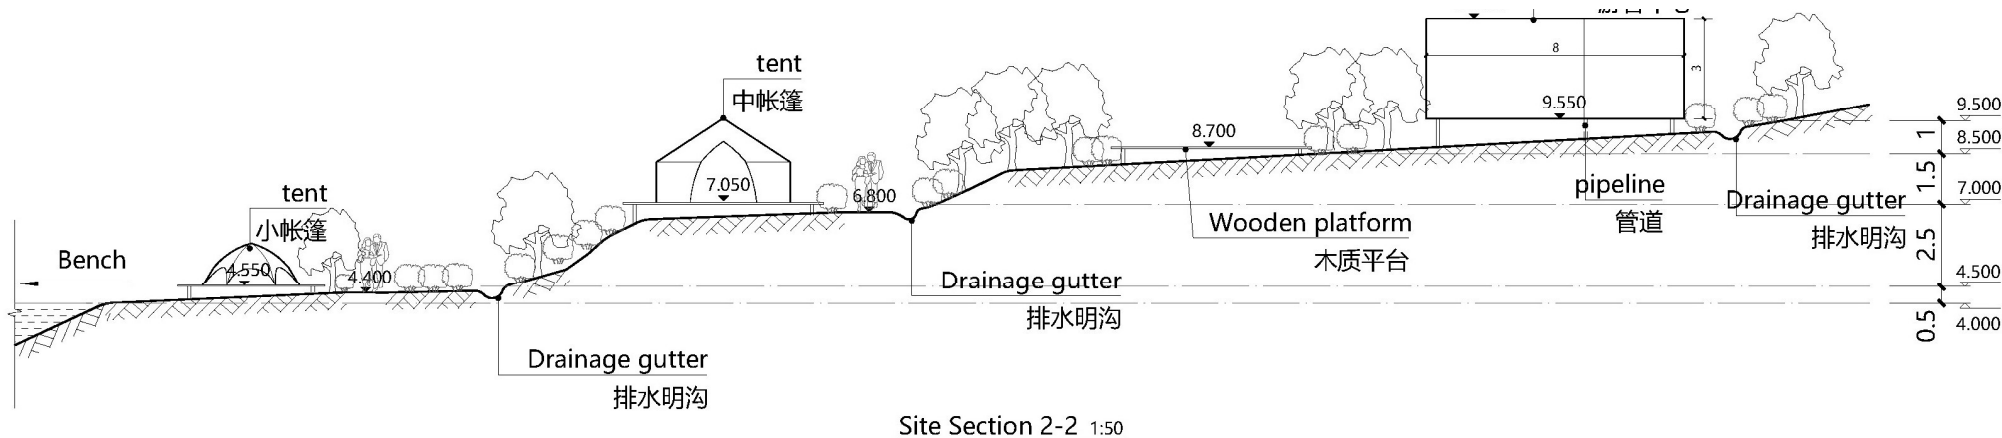 8
3
tent
中帐篷
9.550
9.500
8.700
1
8.500
7.050
1.5
7.000
tent
6.800
pipeline
Drainage gutter
小帐篷
Wooden platform
管道
排水明沟
Bench
木质平台
2.5
4.550
4.400
Drainage gutter
4.500
排水明沟
0.5
4.000
Drainage gutter
排水明沟
Site Section 2-2 1:50